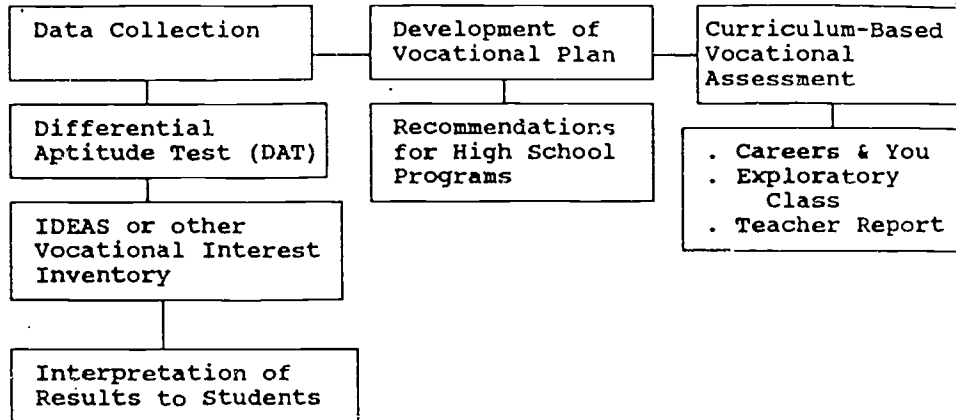 Data Collection
Development of
Vocational Plan
Curriculum-Based
Vocational
Assessment
Differential
Aptitude Test (DAT)
Recommendations
for High School
Programs
. Careers & You
. Exploratory
Class
. Teacher Report
IDEAS or other
Vocational Interest
Inventory
Interpretation of
Results to Students